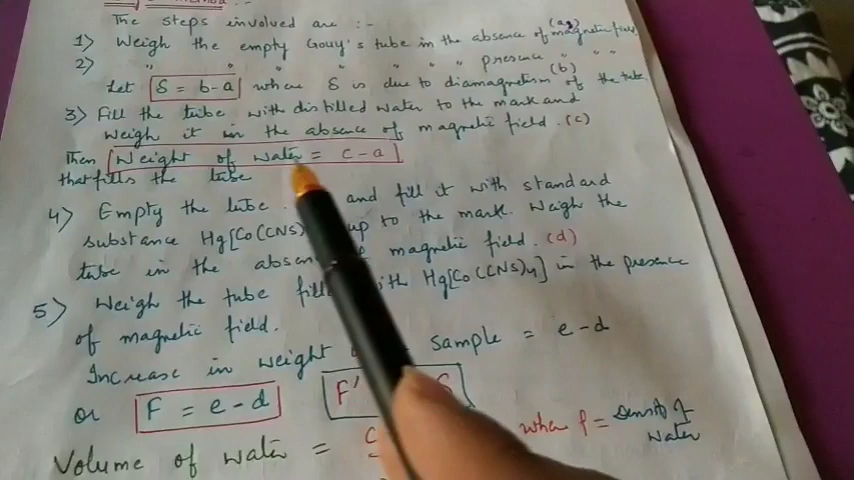 The steps involved are :-
1) Weigh the empty Gouy's tube in the absence of magnetic field (a)
2) " " " " " " presence " " (b)
Let δ = b-a where δ is due to diamagnetism of the tube
3) Fill the tube with distilled water to the mark and
weigh it in the absence of magnetic field. (c)
Then Weight of water = c-a
that fills the tube
4) Empty the tube and fill it with standard
substance Hg[Co(CNS) up to the mark. Weigh the
tube in the absen magnetic field. (d)
5) Weigh the tube fill with Hg[Co(CNS)4] in the presence
of magnetic field.
Increase in weight sample = e-d
or F = e-d F' δ
Volume of water = where ρ = Density of
water